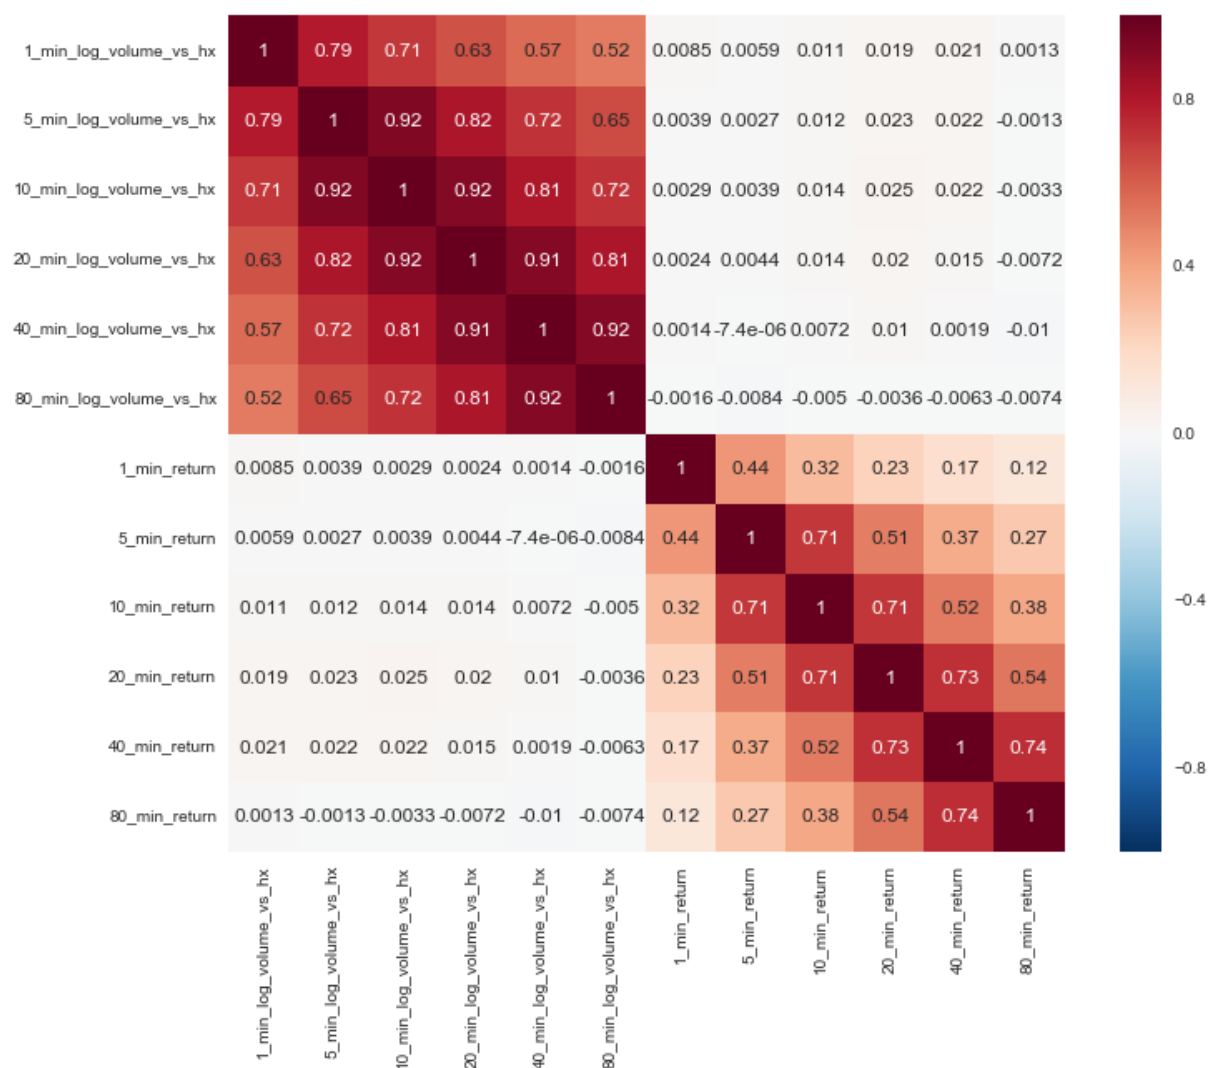 1_min_log_volume_vs_hx 1 0.79 0.71 0.63 0.57 0.52 0.0085 0.0059 0.011 0.019 0.021 0.0013
5_min_log_volume_vs_hx 0.79 1 0.92 0.82 0.72 0.65 0.0039 0.0027 0.012 0.023 0.022 -0.0013
10_min_log_volume_vs_hx 0.71 0.92 1 0.92 0.81 0.72 0.0029 0.0039 0.014 0.025 0.022 -0.0033
20_min_log_volume_vs_hx 0.63 0.82 0.92 1 0.91 0.81 0.0024 0.0044 0.014 0.02 0.015 -0.0072
40_min_log_volume_vs_hx 0.57 0.72 0.81 0.91 1 0.92 0.0014 -7.4e-06 0.0072 0.01 0.0019 -0.01
80_min_log_volume_vs_hx 0.52 0.65 0.72 0.81 0.92 1 -0.0016 -0.0084 -0.005 -0.0036 -0.0063 -0.0074
1_min_return 0.0085 0.0039 0.0029 0.0024 0.0014 -0.0016 1 0.44 0.32 0.23 0.17 0.12
5_min_return 0.0059 0.0027 0.0039 0.0044 -7.4e-06 -0.0084 0.44 1 0.71 0.51 0.37 0.27
10_min_return 0.011 0.012 0.014 0.014 0.0072 -0.005 0.32 0.71 1 0.71 0.52 0.38
20_min_return 0.019 0.023 0.025 0.02 0.01 -0.0036 0.23 0.51 0.71 1 0.73 0.54
40_min_return 0.021 0.022 0.022 0.015 0.0019 -0.0063 0.17 0.37 0.52 0.73 1 0.74
80_min_return 0.0013 -0.0013 -0.0033 -0.0072 -0.01 -0.0074 0.12 0.27 0.38 0.54 0.74 1
1_min_log_volume_vs_hx
5_min_log_volume_vs_hx
10_min_log_volume_vs_hx
20_min_log_volume_vs_hx
40_min_log_volume_vs_hx
80_min_log_volume_vs_hx
1_min_return
5_min_return
10_min_return
20_min_return
40_min_return
80_min_return
0.8
0.4
0.0
−0.4
−0.8